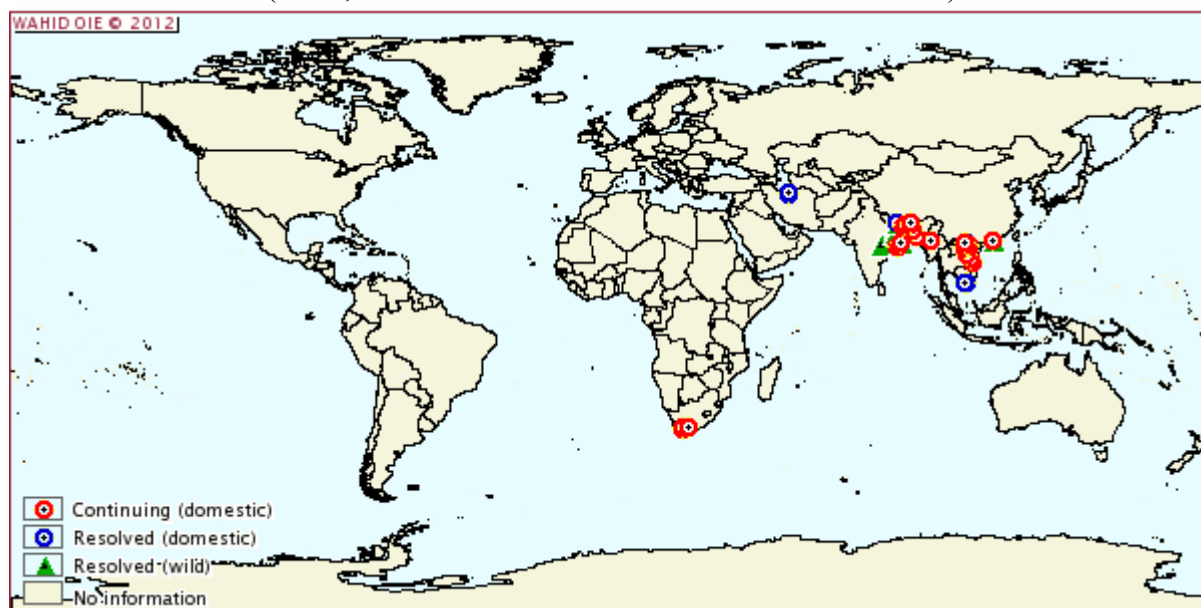 WAHID OIE © 2012
Continuing (domestic)
Resolved (domestic)
Resolved (wild)
No information